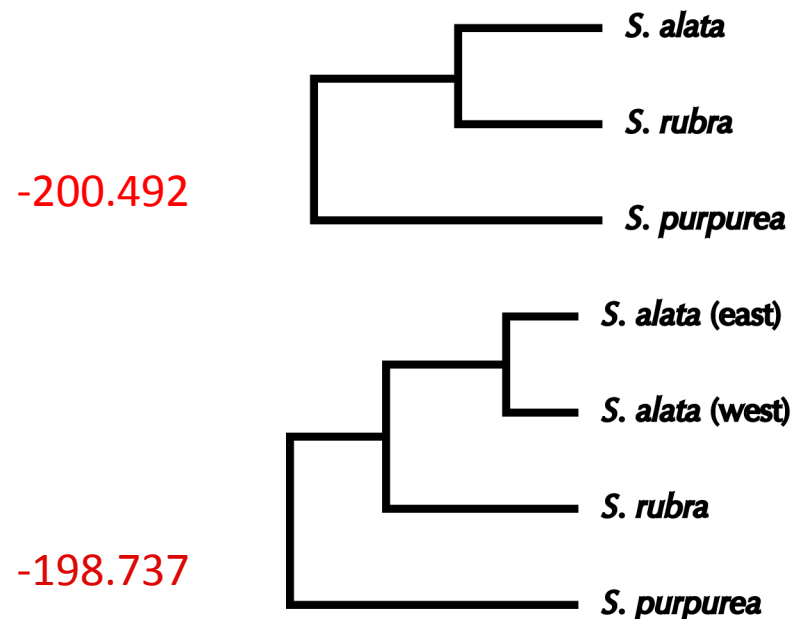 S. alata
S. rubra
-200.492
S. purpurea
S. alata (east)
S. alata (west)
S. rubra
-198.737
S. purpurea